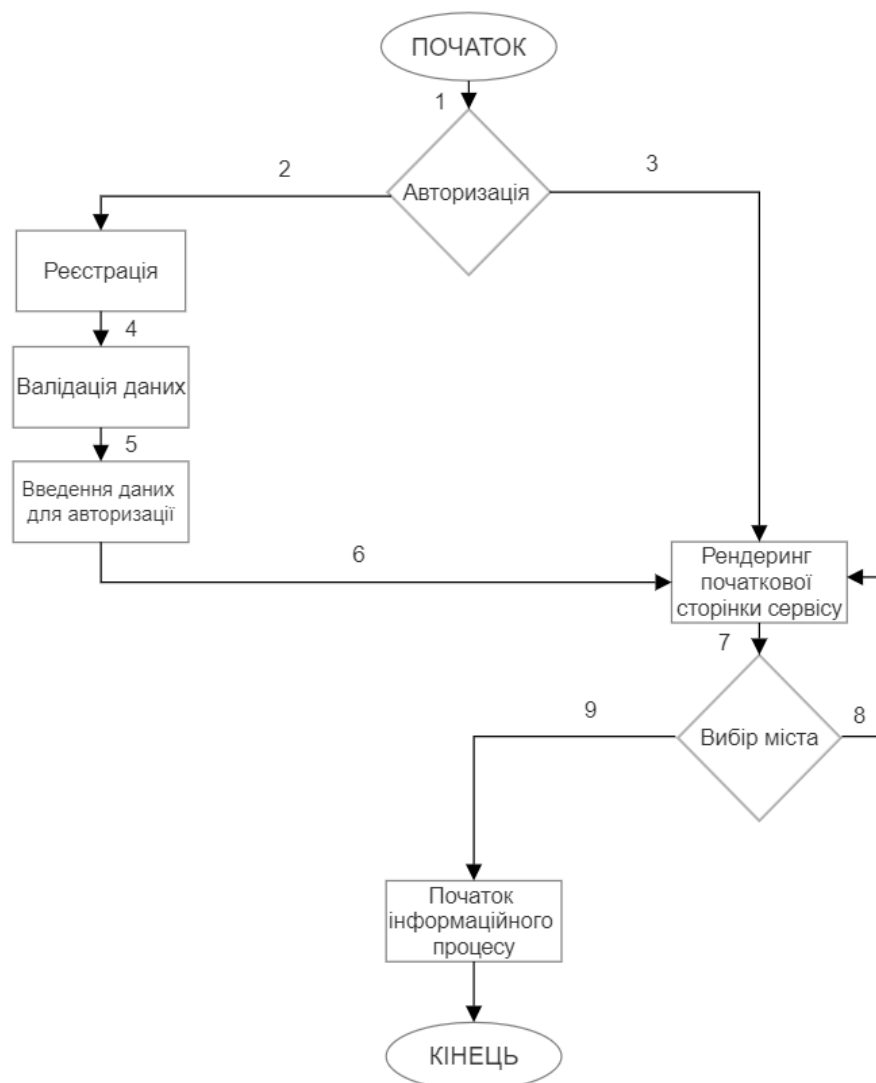 ПОЧАТОК
1
2
3
Авторизація
Реєстрація
4
Валідація даних
5
Введення даних
для авторизації
6
Рендеринг
початкової
сторінки сервісу
7
9
8
Вибір міста
Початок
інформаційного
процесу
КІНЕЦЬ